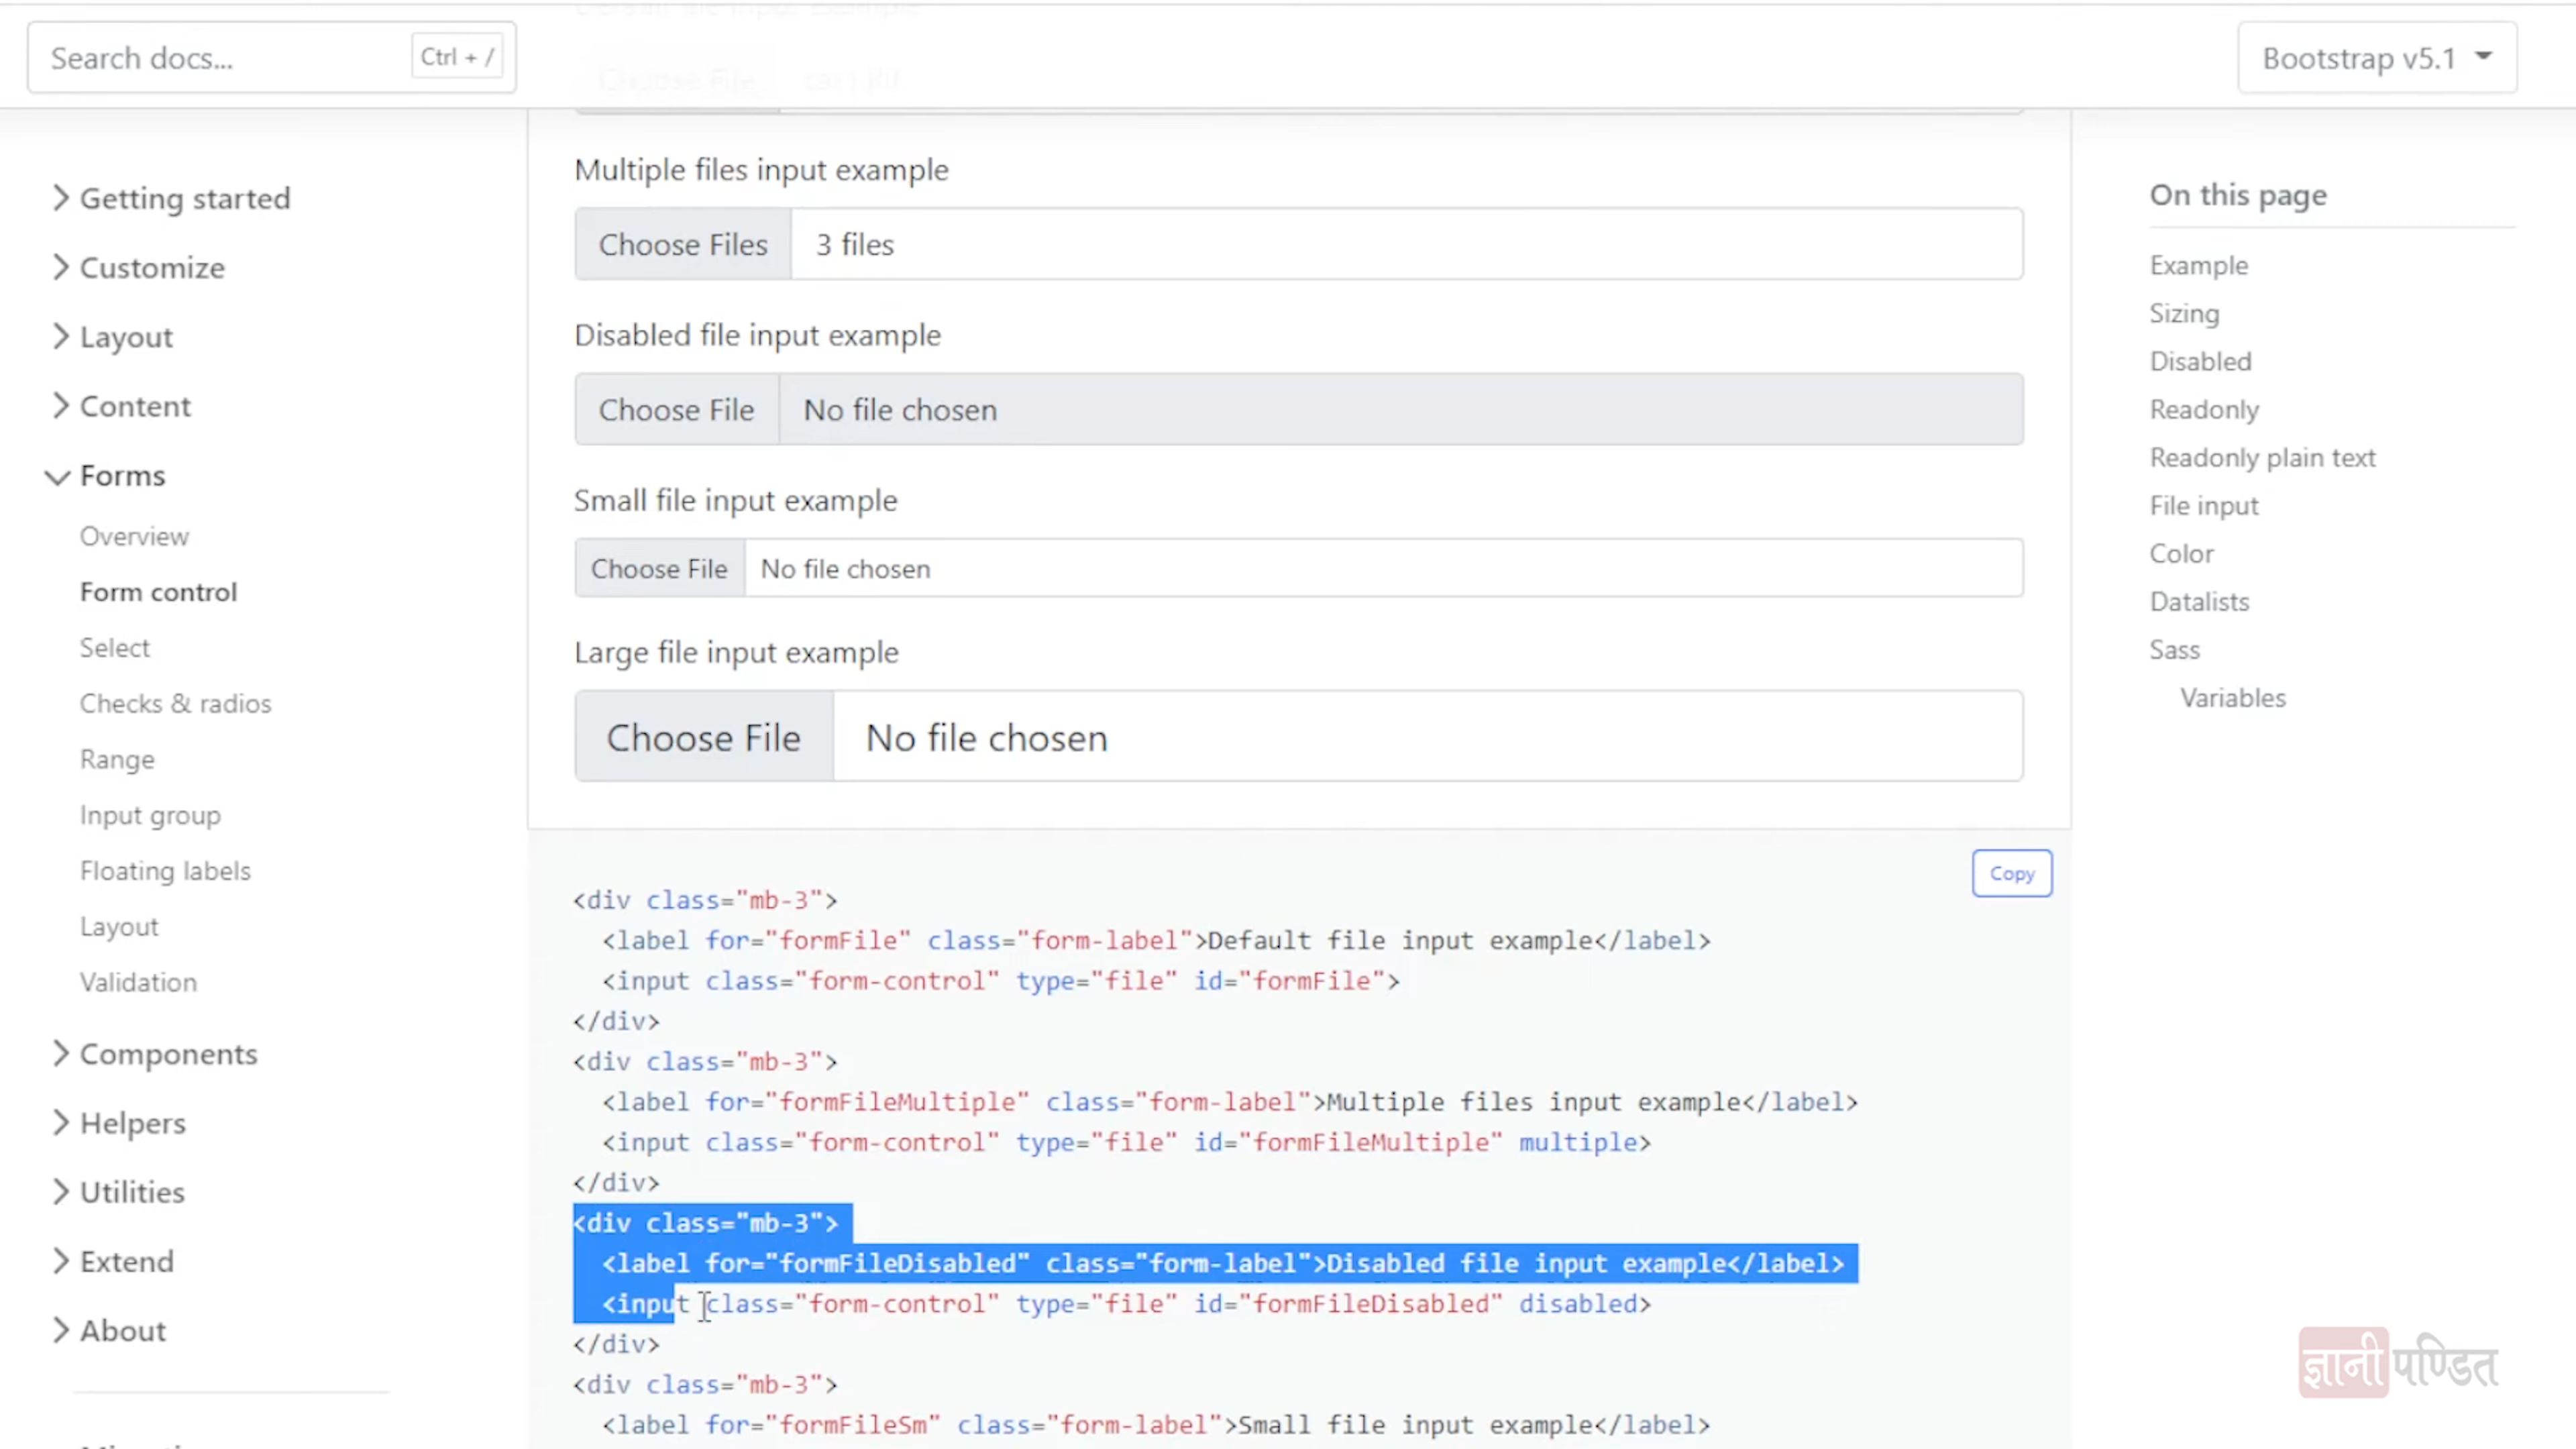 Search docs...
Ctrl + /
Bootstrap v5.1
Getting started
Customize
Layout
Content
Forms
Overview
Form control
Select
Checks & radios
Range
Input group
Floating labels
Layout
Validation
Components
Helpers
Utilities
Extend
About
Choose File
Multiple files input example
Choose Files 3 files
Disabled file input example
Choose File No file chosen
Small file input example
Choose File No file chosen
Large file input example
Choose File No file chosen
Copy
<div class="mb-3">
<label for="formFile" class="form-label">Default file input example</label>
<input class="form-control" type="file" id="formFile">
</div>
<div class="mb-3">
<label for="formFileMultiple" class="form-label">Multiple files input example</label>
<input class="form-control" type="file" id="formFileMultiple" multiple>
</div>
<div class="mb-3">
<label for="formFileDisabled" class="form-label">Disabled file input example</label>
<input class="form-control" type="file" id="formFileDisabled" disabled>
</div>
<div class="mb-3">
<label for="formFileSm" class="form-label">Small file input example</label>
On this page
Example
Sizing
Disabled
Readonly
Readonly plain text
File input
Color
Datalists
Sass
Variables
ज्ञानी पण्डित